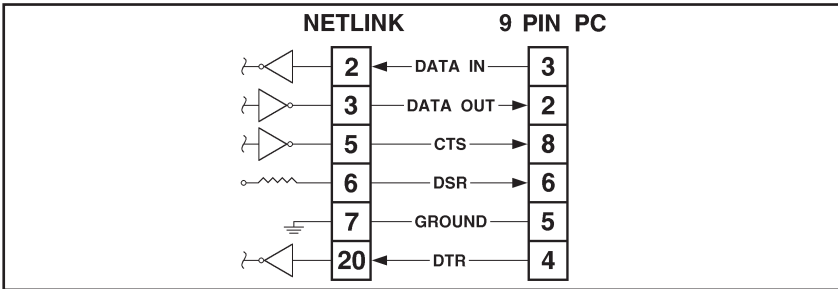 NETLINK 9 PIN PC
2 DATA IN 3
3 DATA OUT 2
5 CTS 8
6 DSR 6
7 GROUND 5
20 DTR 4